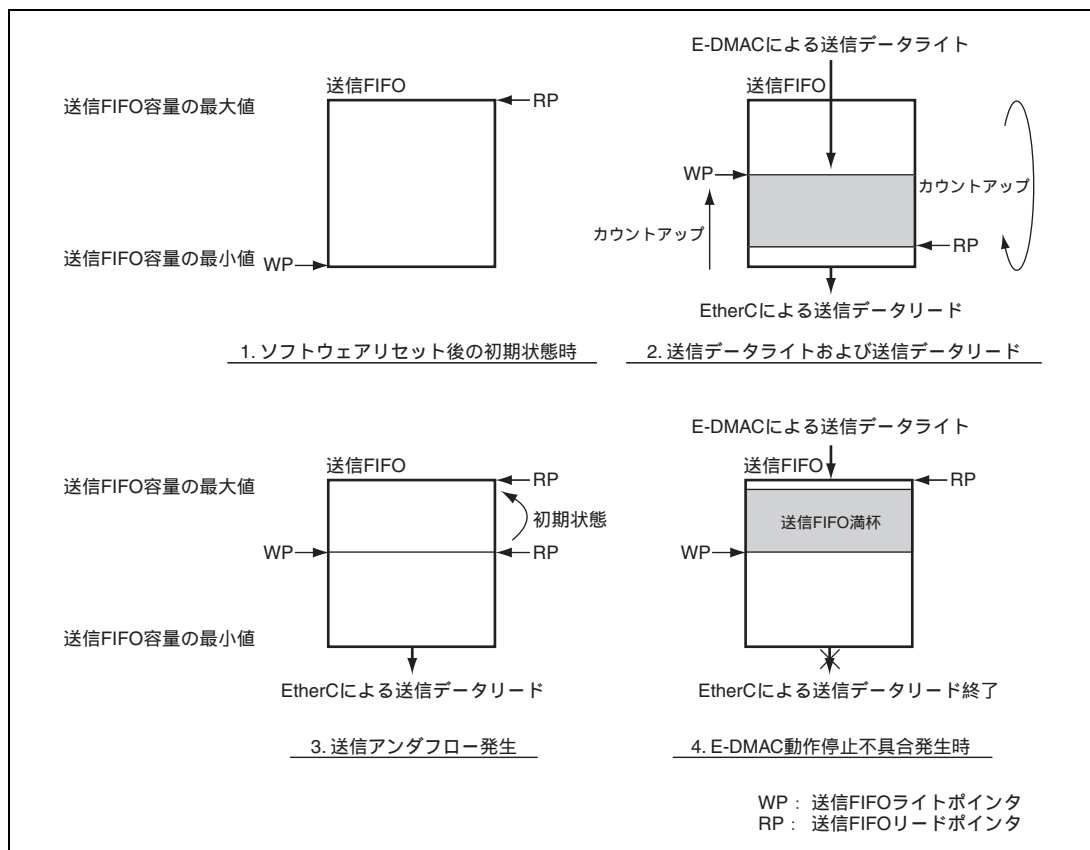 送信FIFO
送信FIFO容量の最大値
RP
送信FIFO容量の最小値
WP
1. ソフトウェアリセット後の初期状態時
E-DMACによる送信データライト
送信FIFO
WP
カウントアップ
カウントアップ
RP
EtherCによる送信データリード
2. 送信データライトおよび送信データリード
送信FIFO
送信FIFO容量の最大値
RP
初期状態
WP
RP
送信FIFO容量の最小値
EtherCによる送信データリード
3. 送信アンダフロー発生
E-DMACによる送信データライト
送信FIFO
RP
送信FIFO満杯
WP
EtherCによる送信データリード終了
4. E-DMAC動作停止不具合発生時
WP : 送信FIFOライトポインタ
RP : 送信FIFOリードポインタ